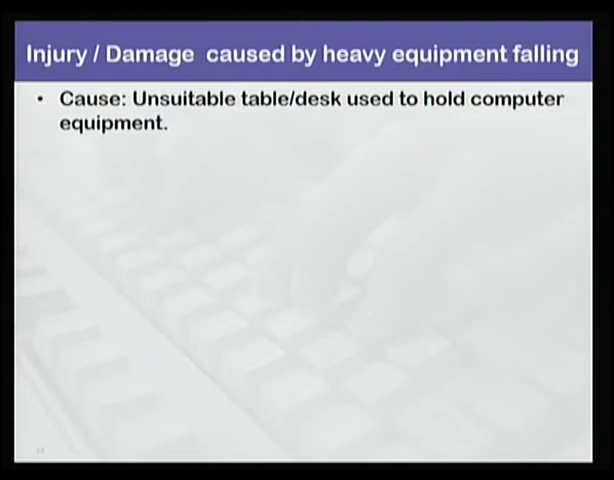 Injury / Damage caused by heavy equipment falling
• Cause: Unsuitable table/desk used to hold computer
equipment.